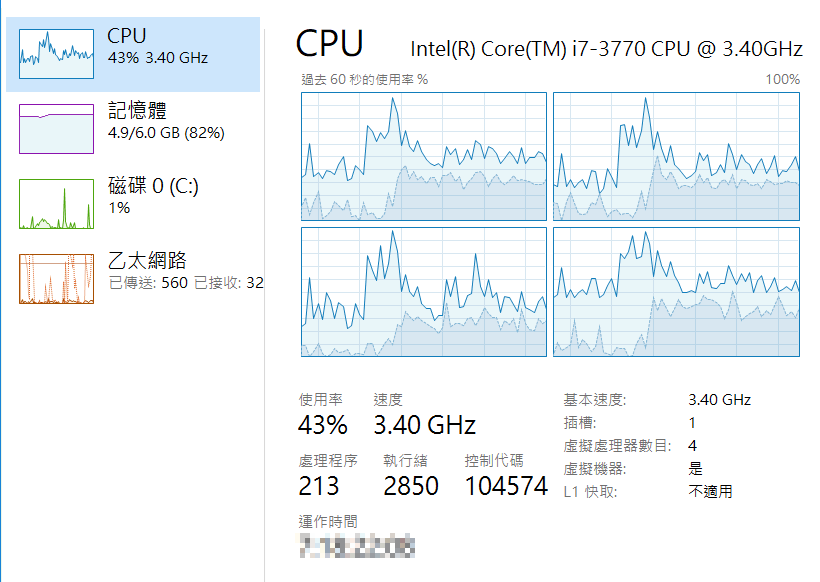 CPU
43% 3.40 GHz
記憶體
4.9/6.0 GB (82%)
磁碟 0 (C:)
1%
乙太網路
已傳送: 560 已接收: 32
CPU
Intel(R) Core(TM) i7-3770 CPU @ 3.40GHz
過去 60 秒的使用率 %
100%
使用率
速度
43%
3.40 GHz
處理程序
執行緒
控制代碼
213
2850
104574
運作時間
基本速度: 3.40 GHz
插槽: 1
虛擬處理器數目: 4
虛擬機器: 是
L1 快取: 不適用